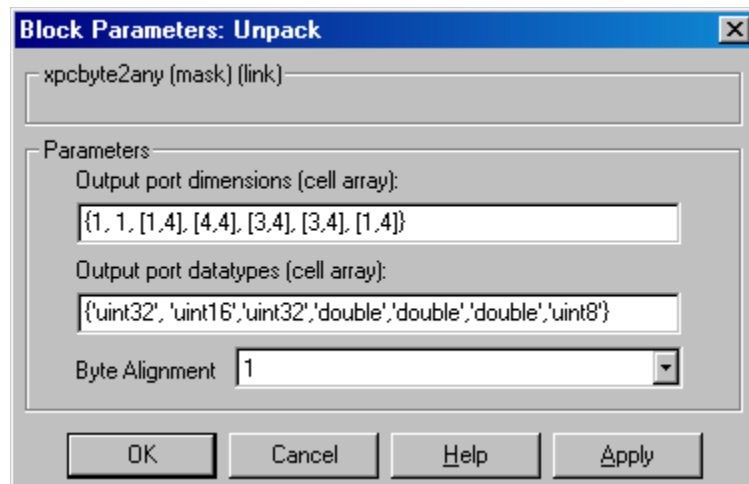 Block Parameters: Unpack
xpcbyte2any (mask) (link)
Parameters
Output port dimensions (cell array):
{1, 1, [1,4], [4,4], [3,4], [3,4], [1,4]}
Output port datatypes (cell array):
{'uint32', 'uint16','uint32','double','double','double','uint8'}
Byte Alignment 1
OK Cancel Help Apply